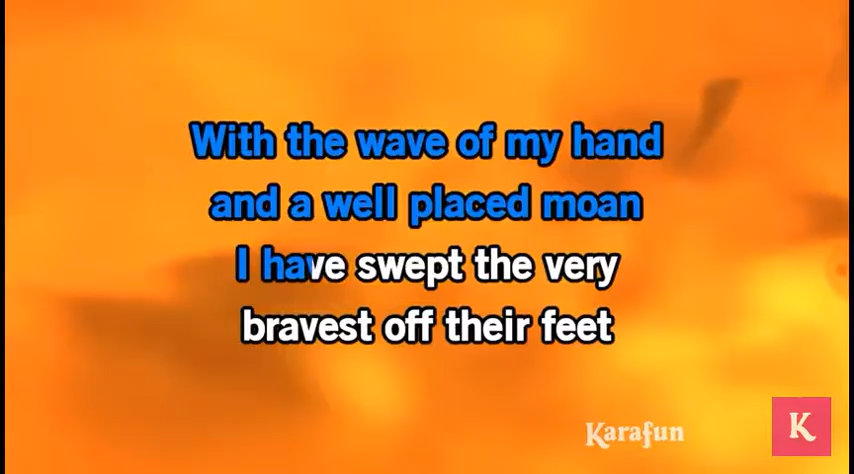 With the wave of my hand
and a well placed moan
I have swept the very
bravest off their feet
Karafun
K